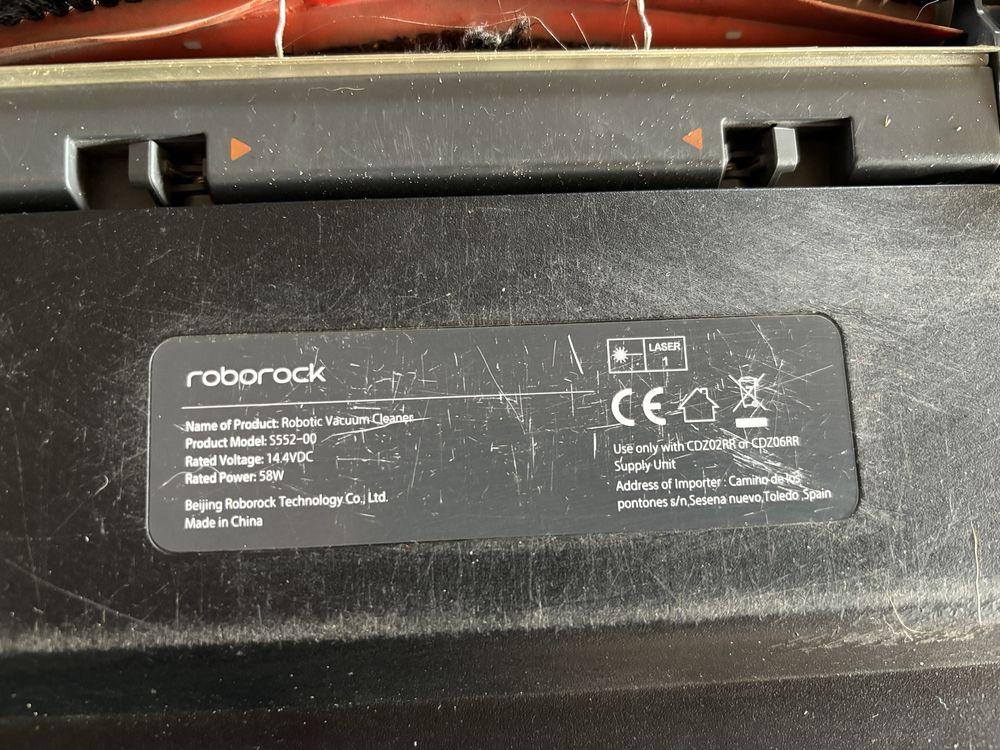 roborock
Name of Product: Robotic Vacuum Cleaner
Product Model: S552-00
Rated Voltage: 14.4VDC
Rated Power: 58W
Beijing Roborock Technology Co., Ltd.
Made in China
LASER
1
CE
Use only with CDZ02RR or CDZ06RR
Supply Unit
Address of Importer : Camino de los
pontones s/n,Sesena nuevo,Toledo ,Spain